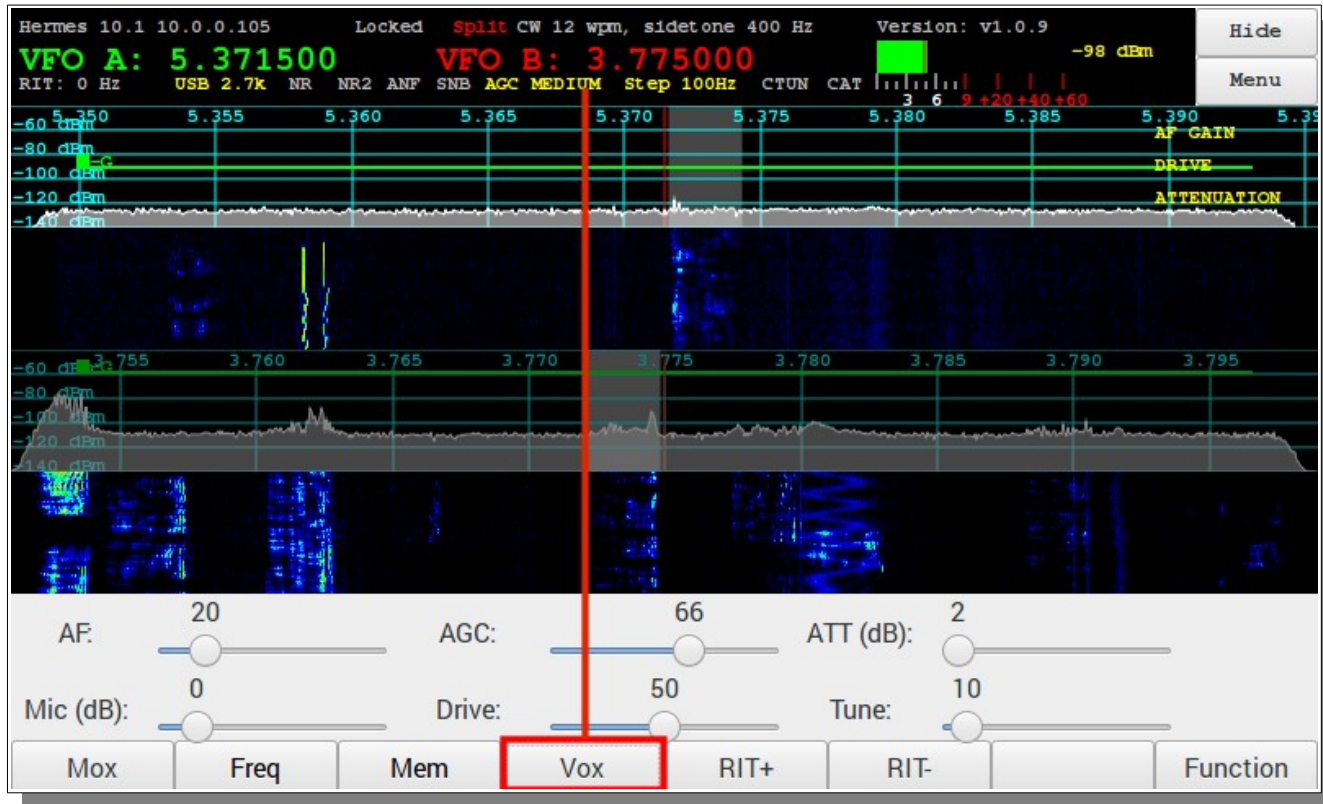 Hermes 10.1 10.0.0.105 Locked Split CW 12 wpm, sidetone 400 Hz Version: v1.0.9 Hide
VFO A: 5.371500 VFO B: 3.775000 -98 dBm
RIT: 0 Hz USB 2.7k NR NR2 ANF SNB AGC MEDIUM Step 100Hz CTUN CAT Menu
3 6 9 +20 +40 +60
5.350 5.355 5.360 5.365 5.370 5.375 5.380 5.385 5.390 5.39
-60 dBm AF GAIN
-80 dBm
-G DRIVE
-100 dBm
-120 dBm ATTENUATION
-140 dBm
3.755 3.760 3.765 3.770 3.775 3.780 3.785 3.790 3.795
-60 dBm -G
-80 dBm
-100 dBm
-120 dBm
-140 dBm
AF: 20 AGC: 66 ATT (dB): 2
Mic (dB): 0 Drive: 50 Tune: 10
Mox Freq Mem Vox RIT+ RIT- Function